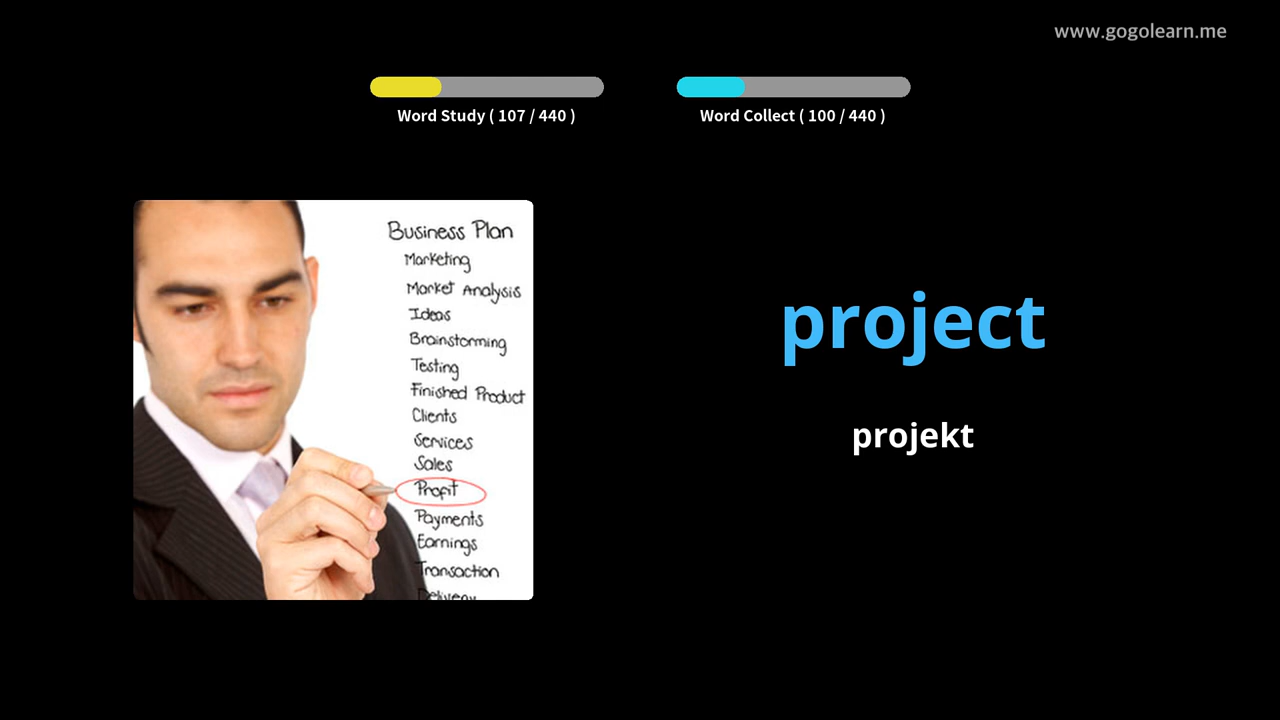 www.gogolearn.me
Word Study ( 107 / 440 )
Word Collect ( 100 / 440 )
Business Plan
Marketing
Market Analysis
Ideas
Brainstorming
Testing
Finished Product
Clients
Services
Sales
Profit
Payments
Earnings
Transaction
Delivery
project
projekt